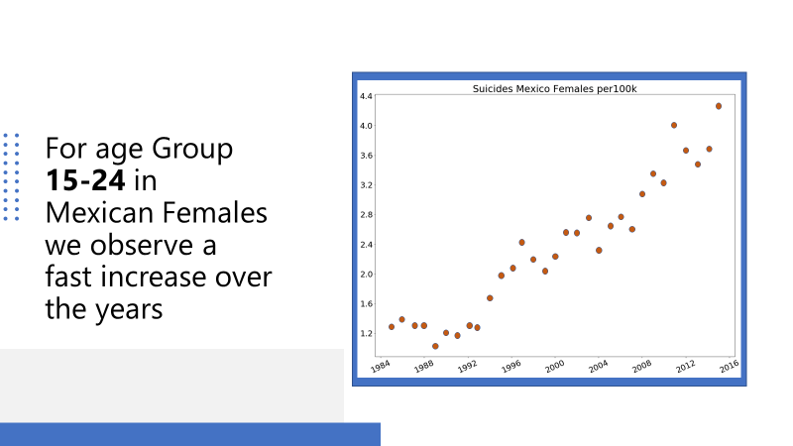 For age Group
15-24 in
Mexican Females
we observe a
fast increase over
the years
Suicides Mexico Females per100k
4.4
4.0
3.6
3.2
2.8
2.4
2.0
1.6
1.2
1984 1988 1992 1996 2000 2004 2008 2012 2016